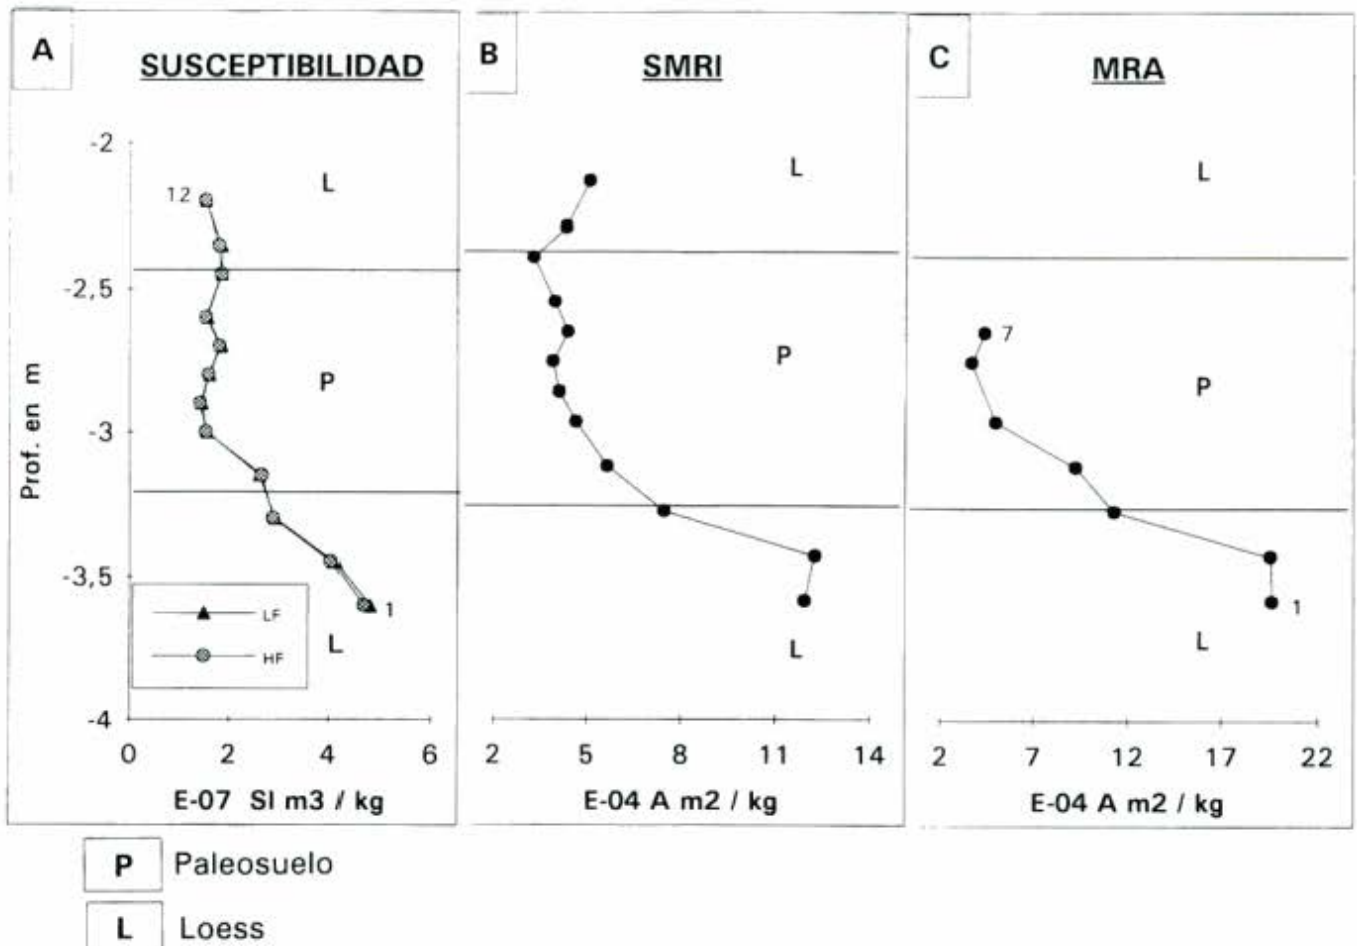 A
SUSCEPTIBILIDAD
B
SMRI
C
MRA
-2
-2,5
-3
-3,5
-4
Prof. en m
12
L
P
1
L
LF
HF
0 2 4 6
E-07 SI m3 / kg
L
P
L
2 5 8 11 14
E-04 A m2 / kg
L
7
P
1
L
2 7 12 17 22
E-04 A m2 / kg
P Paleosuelo
L Loess